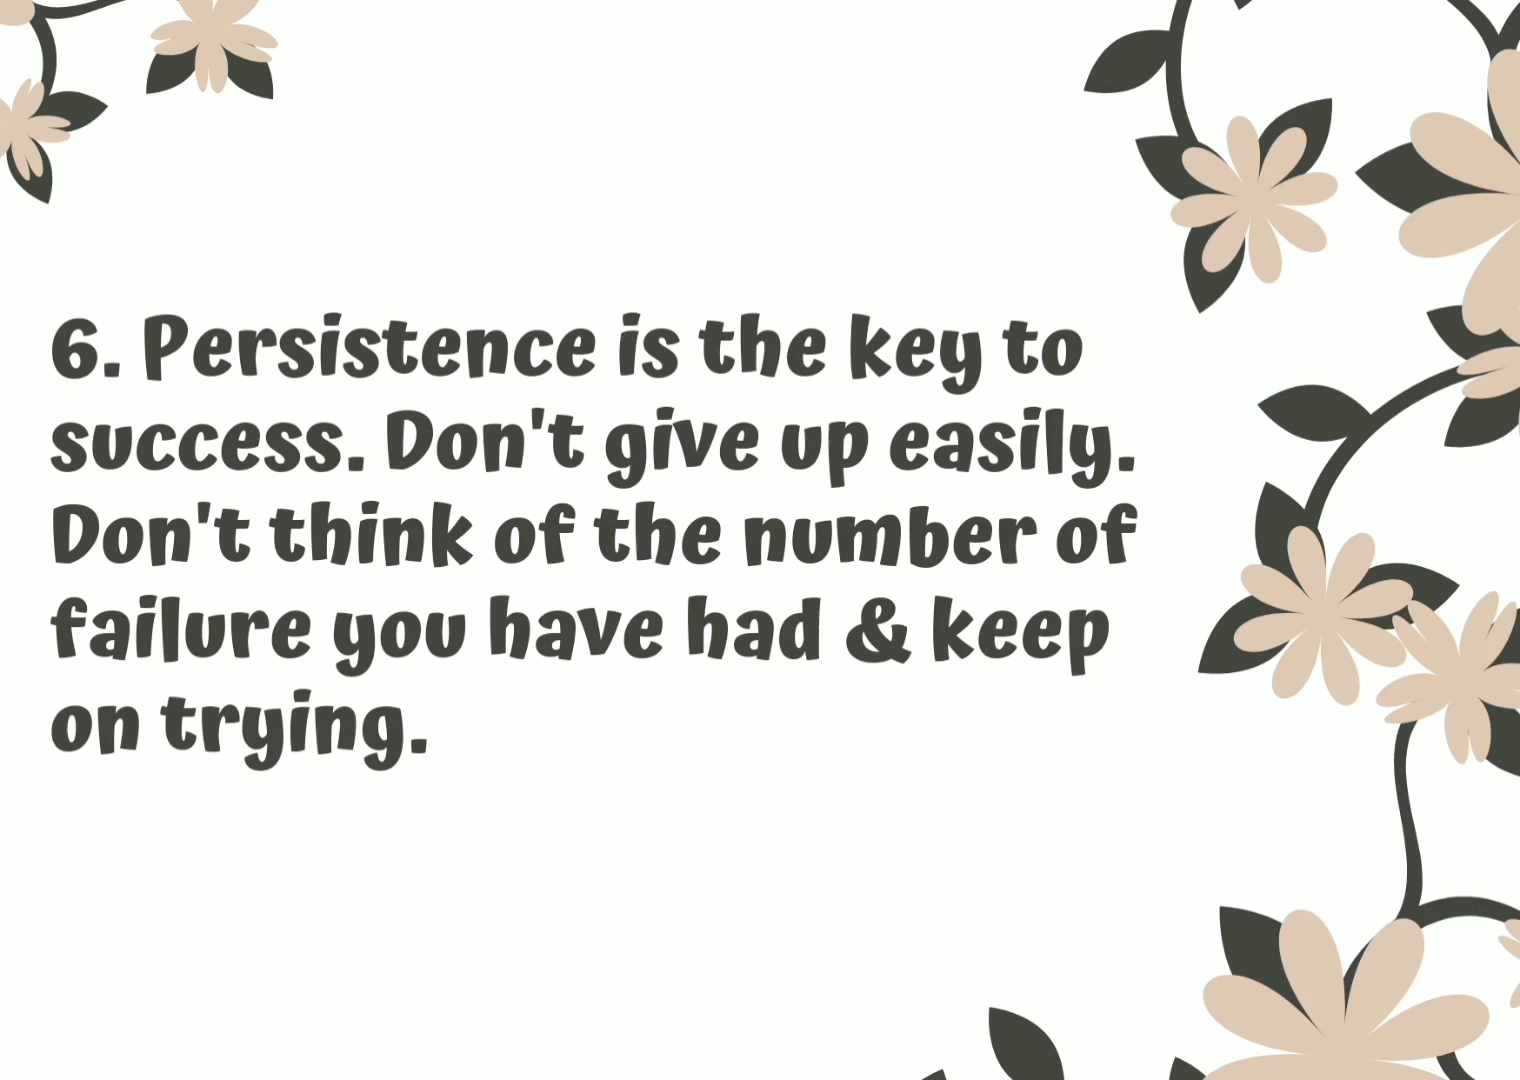 6. Persistence is the key to
success. Don't give up easily.
Don't think of the number of
failure you have had & keep
on trying.